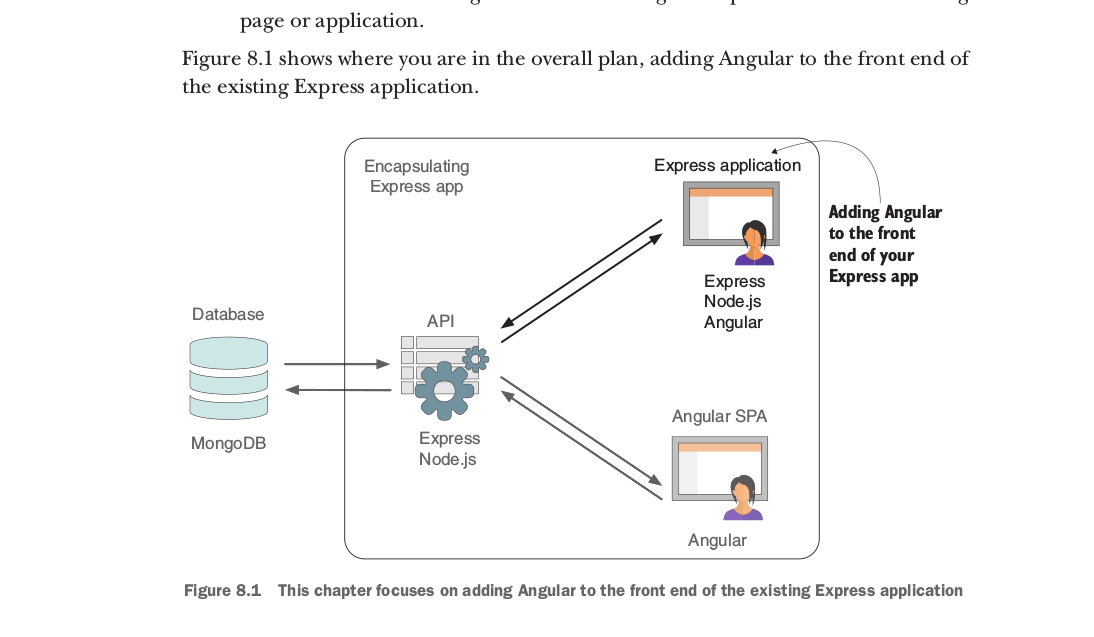 page or application.
Figure 8.1 shows where you are in the overall plan, adding Angular to the front end of
the existing Express application.
Encapsulating
Express app
Express application
Adding Angular
to the front
end of your
Express app
Express
Node.js
Angular
Database
MongoDB
API
Express
Node.js
Angular SPA
Angular
Figure 8.1 This chapter focuses on adding Angular to the front end of the existing Express application